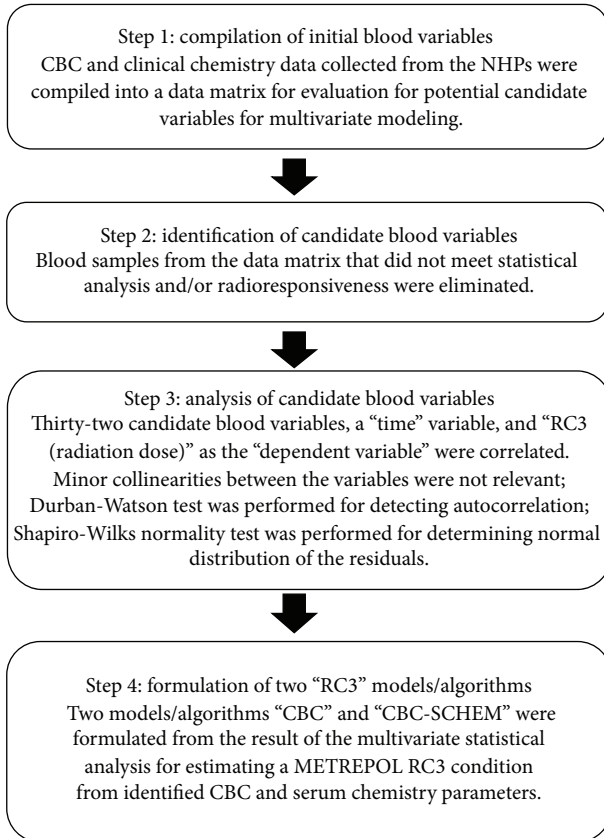 Step 1: compilation of initial blood variables
CBC and clinical chemistry data collected from the NHPs were
compiled into a data matrix for evaluation for potential candidate
variables for multivariate modeling.
Step 2: identification of candidate blood variables
Blood samples from the data matrix that did not meet statistical
analysis and/or radioresponsiveness were eliminated.
Step 3: analysis of candidate blood variables
Thirty-two candidate blood variables, a “time” variable, and “RC3
(radiation dose)” as the “dependent variable” were correlated.
Minor collinearities between the variables were not relevant;
Durban-Watson test was performed for detecting autocorrelation;
Shapiro-Wilks normality test was performed for determining normal
distribution of the residuals.
Step 4: formulation of two “RC3” models/algorithms
Two models/algorithms “CBC” and “CBC-SCHEM” were
formulated from the result of the multivariate statistical
analysis for estimating a METREPOL RC3 condition
from identified CBC and serum chemistry parameters.